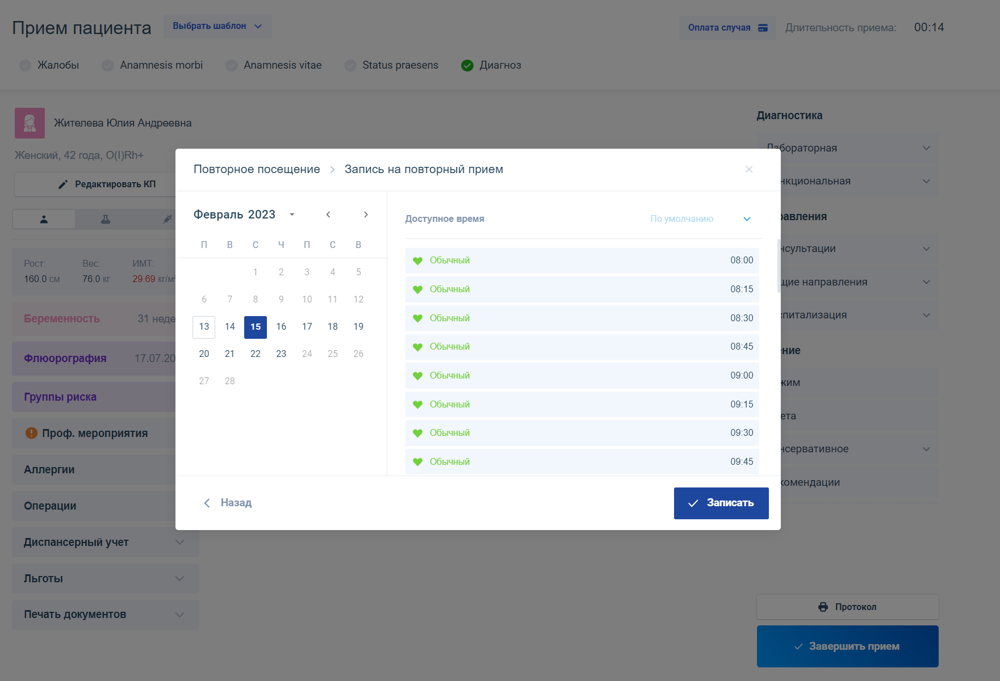 Прием пациента
Выбрать шаблон
Оплата случая
Длительность приема: 00:14
Жалобы
Anamnesis morbi
Anamnesis vitae
Status praesens
Диагноз
Жителева Юлия Андреевна
Женский, 42 года, O(I)Rh+
Редактировать КП
Рост: Вес: ИМТ:
160.0 см 76.0 кг 29.69 кг/м²
Беременность 31 неде
Флюорография 17.07.20
Группы риска
Проф. мероприятия
Аллергии
Операции
Диспансерный учет
Льготы
Печать документов
Повторное посещение > Запись на повторный прием
Февраль 2023
П В С Ч П С В
1 2 3 4 5
6 7 8 9 10 11 12
13 14 15 16 17 18 19
20 21 22 23 24 25 26
27 28
Доступное время
По умолчанию
Обычный 08:00
Обычный 08:15
Обычный 08:30
Обычный 08:45
Обычный 09:00
Обычный 09:15
Обычный 09:30
Обычный 09:45
Назад
Записать
Диагностика
Лабораторная
нкциональная
равления
нсультации
щие направления
спитализация
ение
жим
ета
нсервативное
комендации
Протокол
Завершить прием